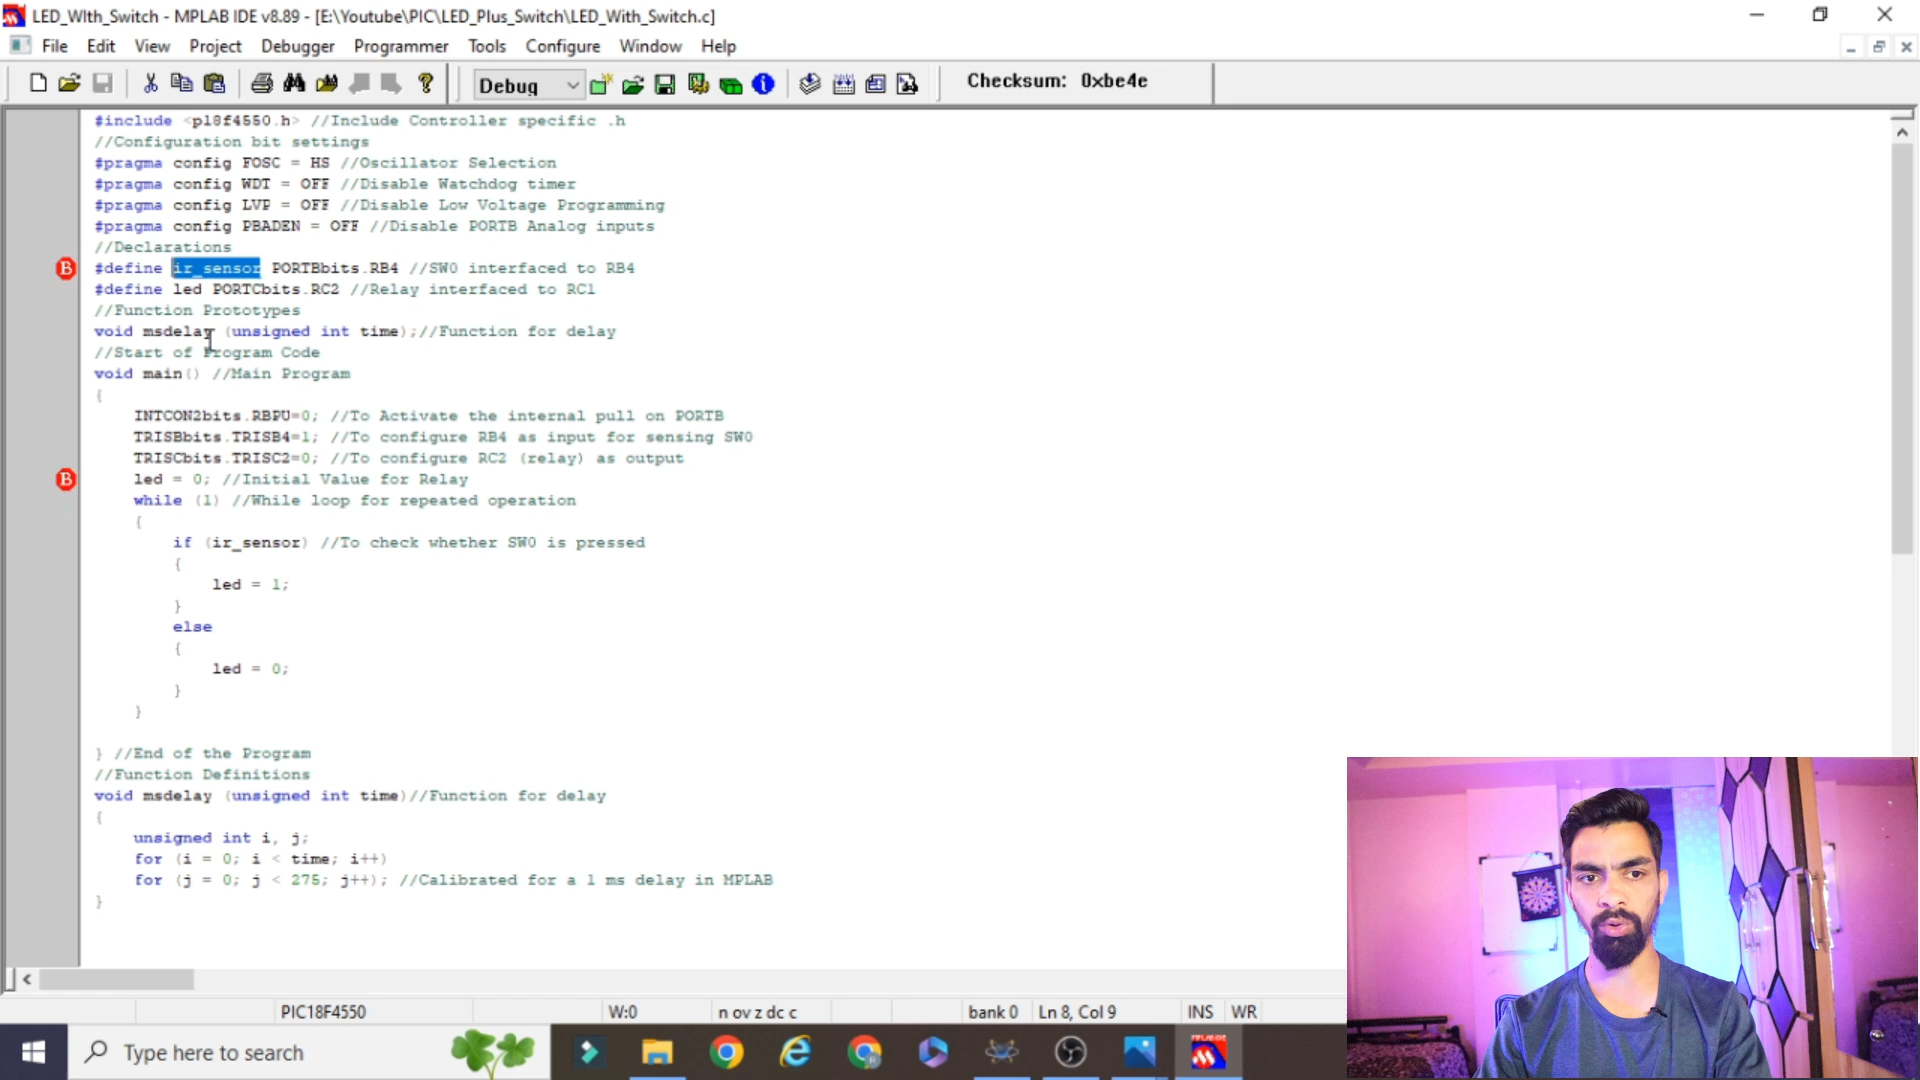 LED_WIth_Switch - MPLAB IDE v8.89 - [E:\Youtube\PIC\LED_Plus_Switch\LED_With_Switch.c]
File Edit View Project Debugger Programmer Tools Configure Window Help
Debug Checksum: 0xbe4e
#include <p18f4550.h> //Include Controller specific .h
//Configuration bit settings
#pragma config FOSC = HS //Oscillator Selection
#pragma config WDT = OFF //Disable Watchdog timer
#pragma config LVP = OFF //Disable Low Voltage Programming
#pragma config PBADEN = OFF //Disable PORTB Analog inputs
//Declarations
B #define ir_sensor PORTBbits.RB4 //SW0 interfaced to RB4
#define led PORTCbits.RC2 //Relay interfaced to RC1
//Function Prototypes
void msdelay (unsigned int time);//Function for delay
//Start of Program Code
void main() //Main Program
{
INTCON2bits.RBPU=0; //To Activate the internal pull on PORTB
TRISBbits.TRISB4=1; //To configure RB4 as input for sensing SW0
TRISCbits.TRISC2=0; //To configure RC2 (relay) as output
B led = 0; //Initial Value for Relay
while (1) //While loop for repeated operation
{
if (ir_sensor) //To check whether SW0 is pressed
{
led = 1;
}
else
{
led = 0;
}
}
} //End of the Program
//Function Definitions
void msdelay (unsigned int time)//Function for delay
{
unsigned int i, j;
for (i = 0; i < time; i++)
for (j = 0; j < 275; j++); //Calibrated for a 1 ms delay in MPLAB
}
PIC18F4550 W:0 n ov z dc c bank 0 Ln 8, Col 9 INS WR
Type here to search